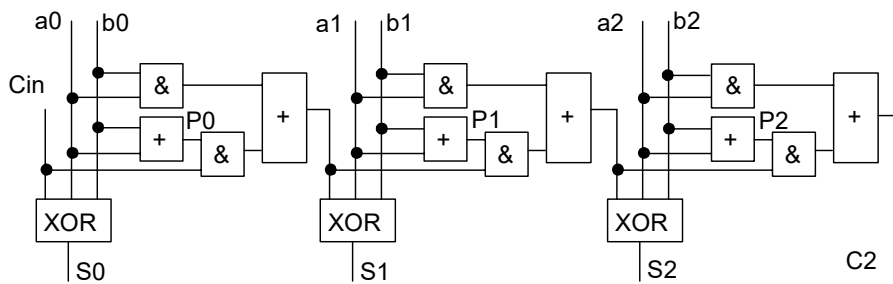 a0 b0 a1 b1 a2 b2
Cin & + & + & +
+ P0 & + P1 & + P2 &
XOR XOR XOR
S0 S1 S2 C2